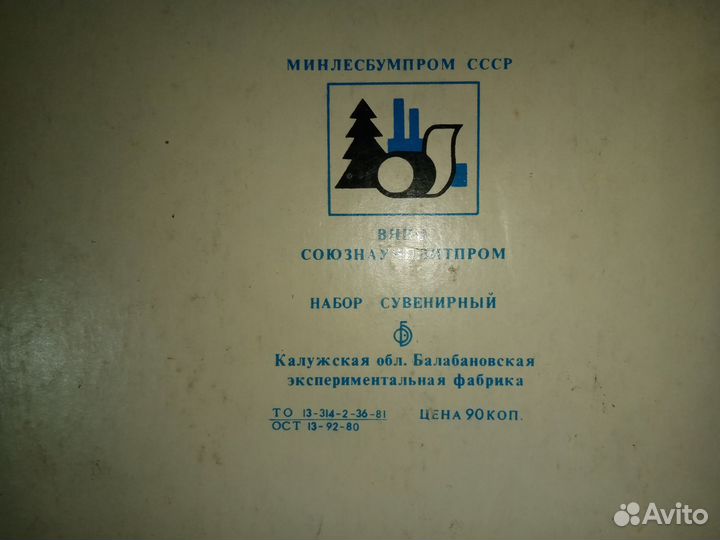 МИНЛЕСБУМПРОМ СССР
СОЮЗНАУЧПЛИТПРОМ
НАБОР СУВЕНИРНЫЙ
Калужская обл. Балабановская
экспериментальная фабрика
ТО 13-314-2-36-81 ЦЕНА 90 КОП.
ОСТ 13-92-80
Avito